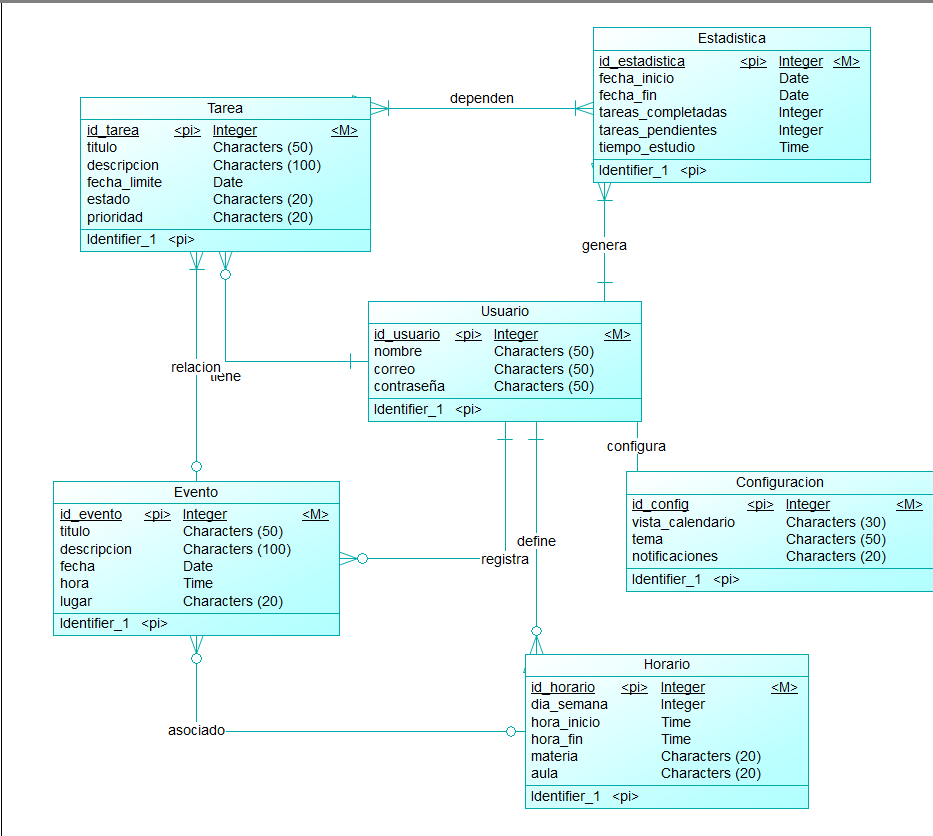 Estadistica
id_estadistica <pi> Integer <M>
fecha_inicio Date
fecha_fin Date
tareas_completadas Integer
tareas_pendientes Integer
tiempo_estudio Time
Identifier_1 <pi>
dependen
Tarea
id_tarea <pi> Integer <M>
titulo Characters (50)
descripcion Characters (100)
fecha_limite Date
estado Characters (20)
prioridad Characters (20)
Identifier_1 <pi>
genera
Usuario
id_usuario <pi> Integer <M>
nombre Characters (50)
correo Characters (50)
contraseña Characters (50)
Identifier_1 <pi>
relacion
tiene
configura
Configuracion
id_config <pi> Integer <M>
vista_calendario Characters (30)
tema Characters (50)
notificaciones Characters (20)
Identifier_1 <pi>
Evento
id_evento <pi> Integer <M>
titulo Characters (50)
descripcion Characters (100)
fecha Date
hora Time
lugar Characters (20)
Identifier_1 <pi>
define
registra
Horario
id_horario <pi> Integer <M>
dia_semana Integer
hora_inicio Time
hora_fin Time
materia Characters (20)
aula Characters (20)
Identifier_1 <pi>
asociado